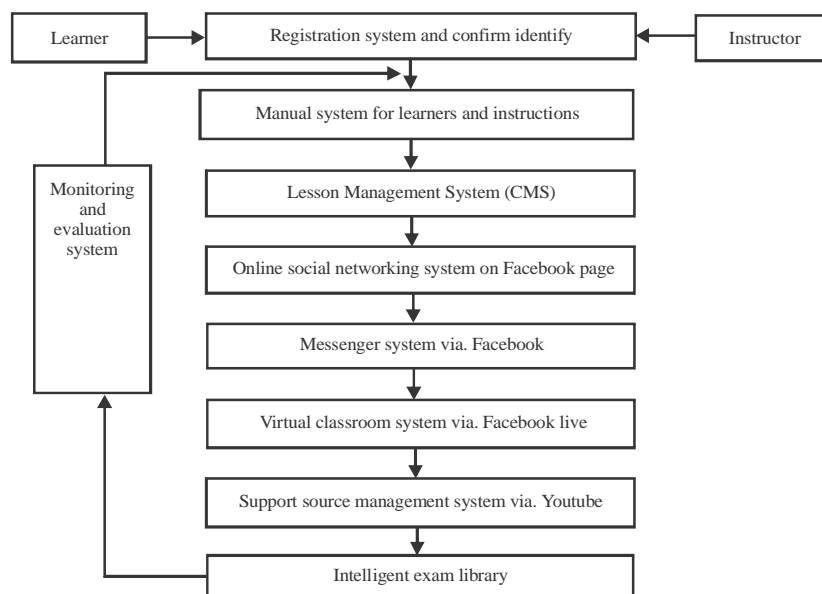 Learner
Registration system and confirm identify
Instructor
Manual system for learners and instructions
Monitoring
and
evaluation
system
Lesson Management System (CMS)
Online social networking system on Facebook page
Messenger system via. Facebook
Virtual classroom system via. Facebook live
Support source management system via. Youtube
Intelligent exam library